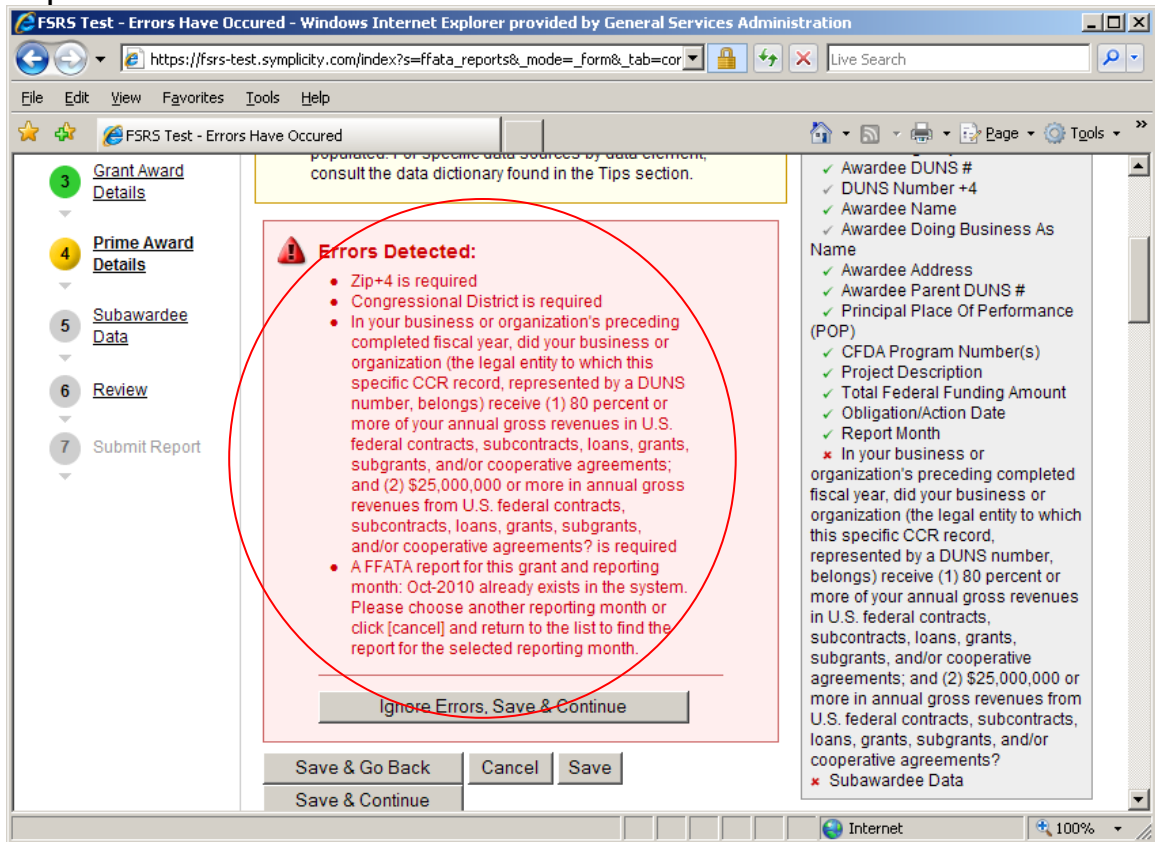 FSRS Test - Errors Have Occured - Windows Internet Explorer provided by General Services Administration
https://fsrs-test.symplicity.com/index?s=ffata_reports&_mode=_form&_tab=cor
Live Search
File Edit View Favorites Tools Help
FSRS Test - Errors Have Occured
Page Tools »
3 Grant Award
Details
4 Prime Award
Details
5 Subawardee
Data
6 Review
7 Submit Report
populated. For specific data sources by data element,
consult the data dictionary found in the Tips section.
Errors Detected:
Zip+4 is required
Congressional District is required
In your business or organization's preceding
completed fiscal year, did your business or
organization (the legal entity to which this
specific CCR record, represented by a DUNS
number, belongs) receive (1) 80 percent or
more of your annual gross revenues in U.S.
federal contracts, subcontracts, loans, grants,
subgrants, and/or cooperative agreements;
and (2) $25,000,000 or more in annual gross
revenues from U.S. federal contracts,
subcontracts, loans, grants, subgrants,
and/or cooperative agreements? is required
A FFATA report for this grant and reporting
month: Oct-2010 already exists in the system.
Please choose another reporting month or
click [cancel] and return to the list to find the
report for the selected reporting month.
Ignore Errors, Save & Continue
Save & Go Back Cancel Save
Save & Continue
Awardee DUNS #
DUNS Number +4
Awardee Name
Awardee Doing Business As
Name
Awardee Address
Awardee Parent DUNS #
Principal Place Of Performance
(POP)
CFDA Program Number(s)
Project Description
Total Federal Funding Amount
Obligation/Action Date
Report Month
In your business or
organization's preceding completed
fiscal year, did your business or
organization (the legal entity to which
this specific CCR record,
represented by a DUNS number,
belongs) receive (1) 80 percent or
more of your annual gross revenues
in U.S. federal contracts,
subcontracts, loans, grants,
subgrants, and/or cooperative
agreements; and (2) $25,000,000 or
more in annual gross revenues from
U.S. federal contracts, subcontracts,
loans, grants, subgrants, and/or
cooperative agreements?
Subawardee Data
Internet 100%